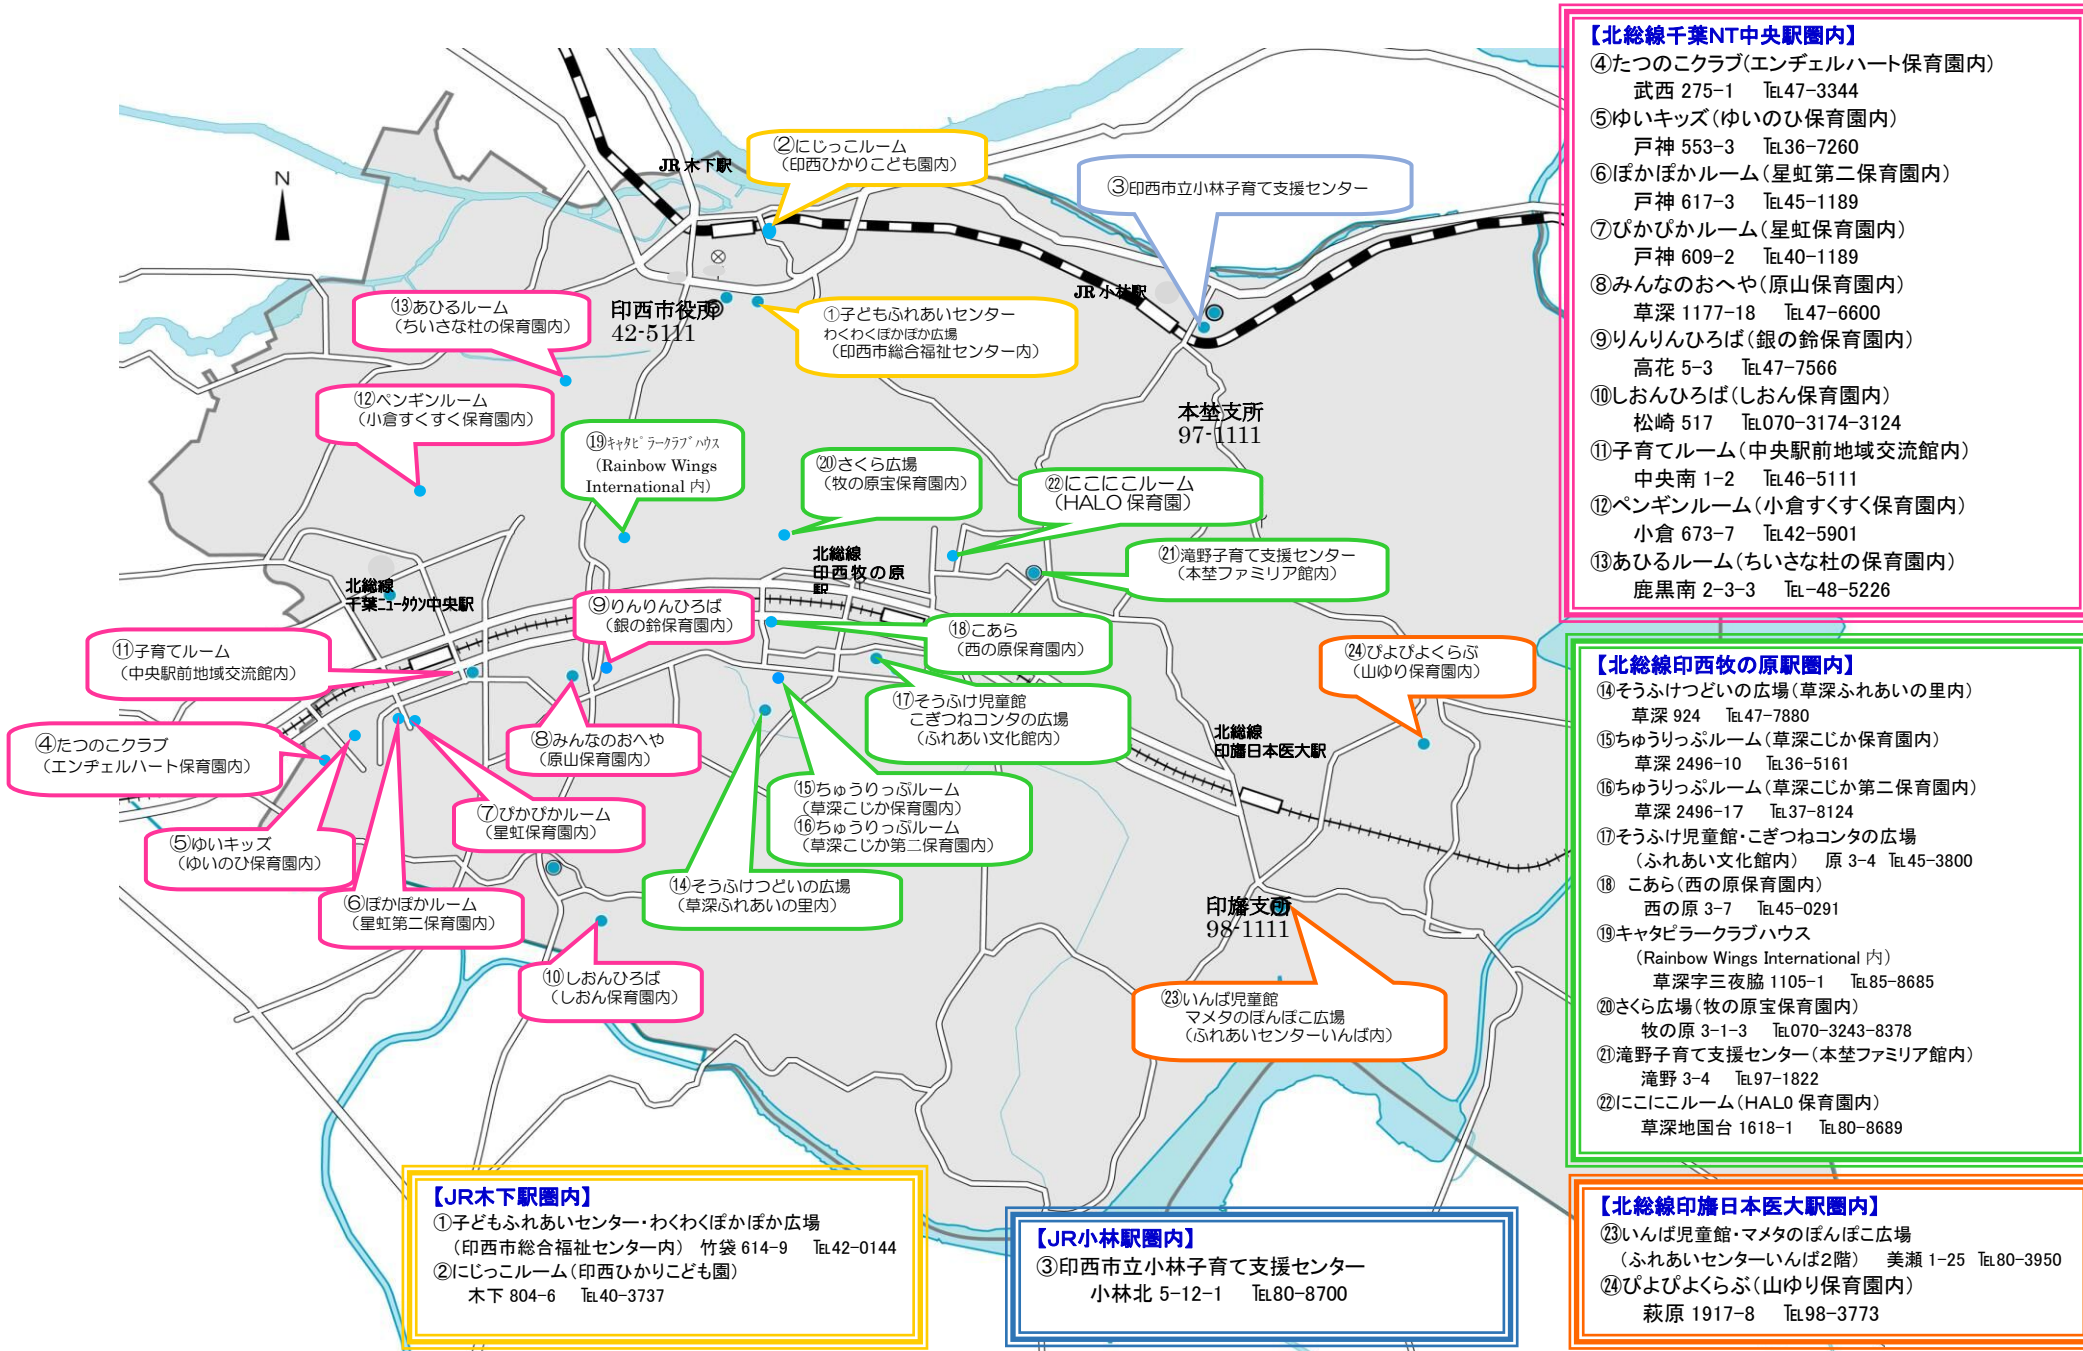 N
JR 木下駅
②にじっこルーム
(印西ひかりこども園内)
③印西市立小林子育て支援センター
JR 小林駅
⑬あひるルーム
(ちいさな杜の保育園内)
印西市役所
42-5111
①子どもふれあいセンター
わくわくぽかぽか広場
(印西市総合福祉センター内)
⑫ペンギンルーム
(小倉すくすく保育園内)
本埜支所
97-1111
⑲キャタピラークラブハウス
(Rainbow Wings
International 内)
⑳さくら広場
(牧の原宝保育園内)
㉒にこにこルーム
(HALO 保育園)
北総線
印西牧の原
駅
㉑滝野子育て支援センター
(本埜ファミリア館内)
北総線
千葉ニュータウン中央駅
⑨りんりんひろば
(銀の鈴保育園内)
⑱こあら
(西の原保育園内)
⑪子育てルーム
(中央駅前地域交流館内)
㉔ぴよぴよくらぶ
(山ゆり保育園内)
⑰そうふけ児童館
こぎつねコンタの広場
(ふれあい文化館内)
④たつのこクラブ
(エンヂェルハート保育園内)
⑧みんなのおへや
(原山保育園内)
北総線
印旛日本医大駅
⑮ちゅうりっぷルーム
(草深こじか保育園内)
⑯ちゅうりっぷルーム
(草深こじか第二保育園内)
⑦ぴかぴかルーム
(星虹保育園内)
⑤ゆいキッズ
(ゆいのひ保育園内)
⑭そうふけつどいの広場
(草深ふれあいの里内)
⑥ぽかぽかルーム
(星虹第二保育園内)
印旛支所
98-1111
⑩しおんひろば
(しおん保育園内)
㉓いんば児童館
マメタのぽんぽこ広場
(ふれあいセンターいんば内)
【北総線千葉NT中央駅圏内】
④たつのこクラブ(エンヂェルハート保育園内)
武西 275-1 ℡47-3344
⑤ゆいキッズ(ゆいのひ保育園内)
戸神 553-3 ℡36-7260
⑥ぽかぽかルーム(星虹第二保育園内)
戸神 617-3 ℡45-1189
⑦ぴかぴかルーム(星虹保育園内)
戸神 609-2 ℡40-1189
⑧みんなのおへや(原山保育園内)
草深 1177-18 ℡47-6600
⑨りんりんひろば(銀の鈴保育園内)
高花 5-3 ℡47-7566
⑩しおんひろば(しおん保育園内)
松崎 517 ℡070-3174-3124
⑪子育てルーム(中央駅前地域交流館内)
中央南 1-2 ℡46-5111
⑫ペンギンルーム(小倉すくすく保育園内)
小倉 673-7 ℡42-5901
⑬あひるルーム(ちいさな杜の保育園内)
鹿黒南 2-3-3 ℡-48-5226
【北総線印西牧の原駅圏内】
⑭そうふけつどいの広場(草深ふれあいの里内)
草深 924 ℡47-7880
⑮ちゅうりっぷルーム(草深こじか保育園内)
草深 2496-10 ℡36-5161
⑯ちゅうりっぷルーム(草深こじか第二保育園内)
草深 2496-17 ℡37-8124
⑰そうふけ児童館・こぎつねコンタの広場
(ふれあい文化館内) 原 3-4 ℡45-3800
⑱ こあら(西の原保育園内)
西の原 3-7 ℡45-0291
⑲キャタピラークラブハウス
(Rainbow Wings International 内)
草深字三夜脇 1105-1 ℡85-8685
⑳さくら広場(牧の原宝保育園内)
牧の原 3-1-3 ℡070-3243-8378
㉑滝野子育て支援センター(本埜ファミリア館内)
滝野 3-4 ℡97-1822
㉒にこにこルーム(HALO 保育園内)
草深地国台 1618-1 ℡80-8689
【JR木下駅圏内】
①子どもふれあいセンター・わくわくぽかぽか広場
(印西市総合福祉センター内) 竹袋 614-9 ℡42-0144
②にじっこルーム(印西ひかりこども園)
木下 804-6 ℡40-3737
【JR小林駅圏内】
③印西市立小林子育て支援センター
小林北 5-12-1 ℡80-8700
【北総線印旛日本医大駅圏内】
㉓いんば児童館・マメタのぽんぽこ広場
(ふれあいセンターいんば2階) 美瀬 1-25 ℡80-3950
㉔ぴよぴよくらぶ(山ゆり保育園内)
萩原 1917-8 ℡98-3773